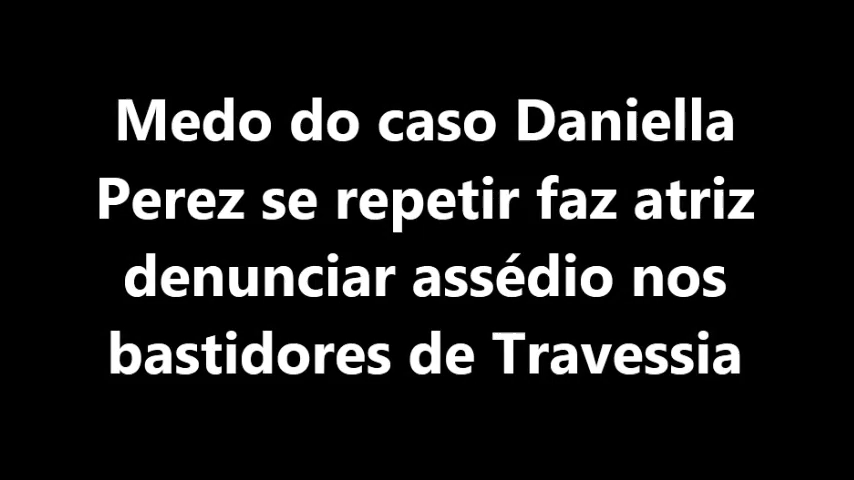 Medo do caso Daniella
Perez se repetir faz atriz
denunciar assédio nos
bastidores de Travessia